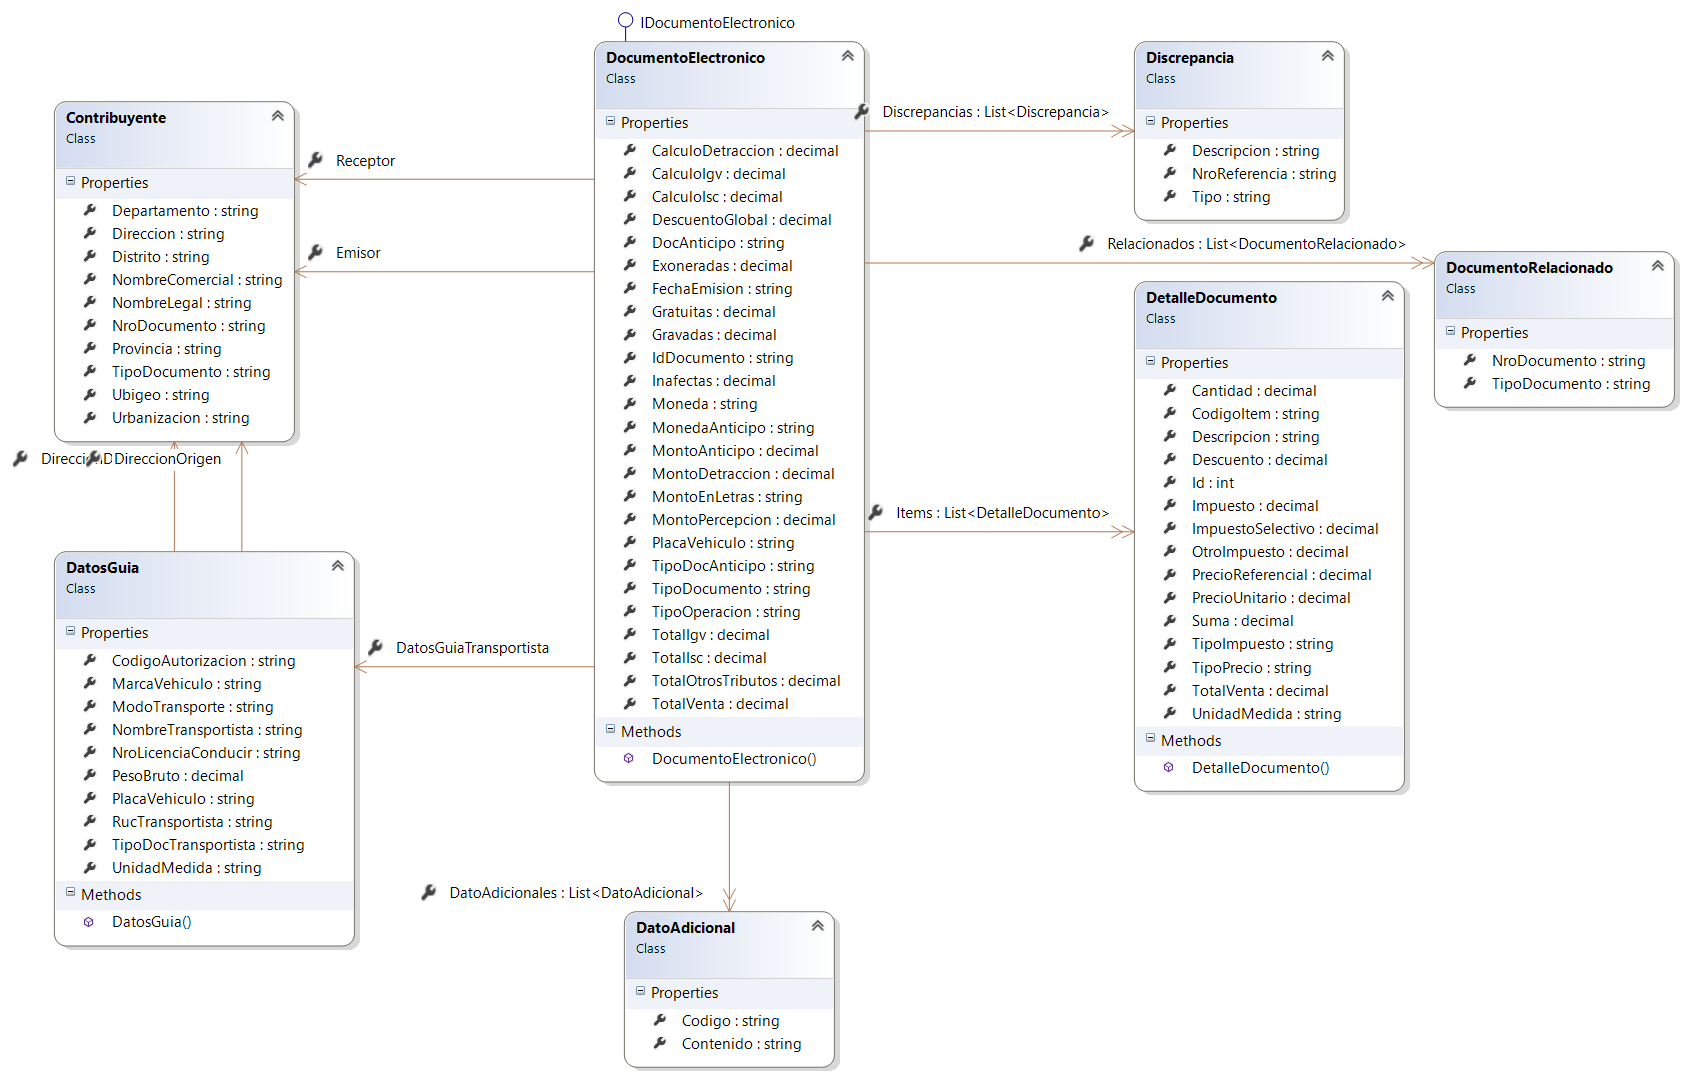 IDocumentoElectronico
DocumentoElectronico
Class
Properties
CalculoDetraccion : decimal
CalculoIgv : decimal
CalculoIsc : decimal
DescuentoGlobal : decimal
DocAnticipo : string
Exoneradas : decimal
FechaEmision : string
Gratuitas : decimal
Gravadas : decimal
IdDocumento : string
Inafectas : decimal
Moneda : string
MonedaAnticipo : string
MontoAnticipo : decimal
MontoDetraccion : decimal
MontoEnLetras : string
MontoPercepcion : decimal
PlacaVehiculo : string
TipoDocAnticipo : string
TipoDocumento : string
TipoOperacion : string
TotalIgv : decimal
TotalIsc : decimal
TotalOtrosTributos : decimal
TotalVenta : decimal
Methods
DocumentoElectronico()
Contribuyente
Class
Properties
Departamento : string
Direccion : string
Distrito : string
NombreComercial : string
NombreLegal : string
NroDocumento : string
Provincia : string
TipoDocumento : string
Ubigeo : string
Urbanizacion : string
Receptor
Emisor
DireccionOrigen
DatosGuia
Class
Properties
CodigoAutorizacion : string
MarcaVehiculo : string
ModoTransporte : string
NombreTransportista : string
NroLicenciaConducir : string
PesoBruto : decimal
PlacaVehiculo : string
RucTransportista : string
TipoDocTransportista : string
UnidadMedida : string
Methods
DatosGuia()
DatosGuiaTransportista
DatoAdicionales : List<DatoAdicional>
DatoAdicional
Class
Properties
Codigo : string
Contenido : string
Discrepancias : List<Discrepancia>
Discrepancia
Class
Properties
Descripcion : string
NroReferencia : string
Tipo : string
Relacionados : List<DocumentoRelacionado>
DocumentoRelacionado
Class
Properties
NroDocumento : string
TipoDocumento : string
Items : List<DetalleDocumento>
DetalleDocumento
Class
Properties
Cantidad : decimal
CodigoItem : string
Descripcion : string
Descuento : decimal
Id : int
Impuesto : decimal
ImpuestoSelectivo : decimal
OtroImpuesto : decimal
PrecioReferencial : decimal
PrecioUnitario : decimal
Suma : decimal
TipoImpuesto : string
TipoPrecio : string
TotalVenta : decimal
UnidadMedida : string
Methods
DetalleDocumento()